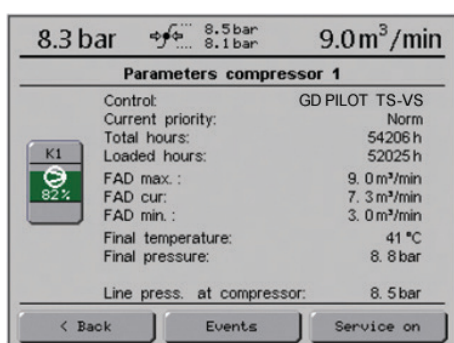 8.3 bar 8.5 bar 8.1 bar 9.0 m³/min
Parameters compressor 1
Control: GD PILOT TS-VS
Current priority: Norm
Total hours: 54206 h
Loaded hours: 52025 h
K1
82%
FAD max. : 9.0 m³/min
FAD cur: 7.3 m³/min
FAD min. : 3.0 m³/min
Final temperature: 41 °C
Final pressure: 8.8 bar
Line press. at compressor: 8.5 bar
< Back Events Service on